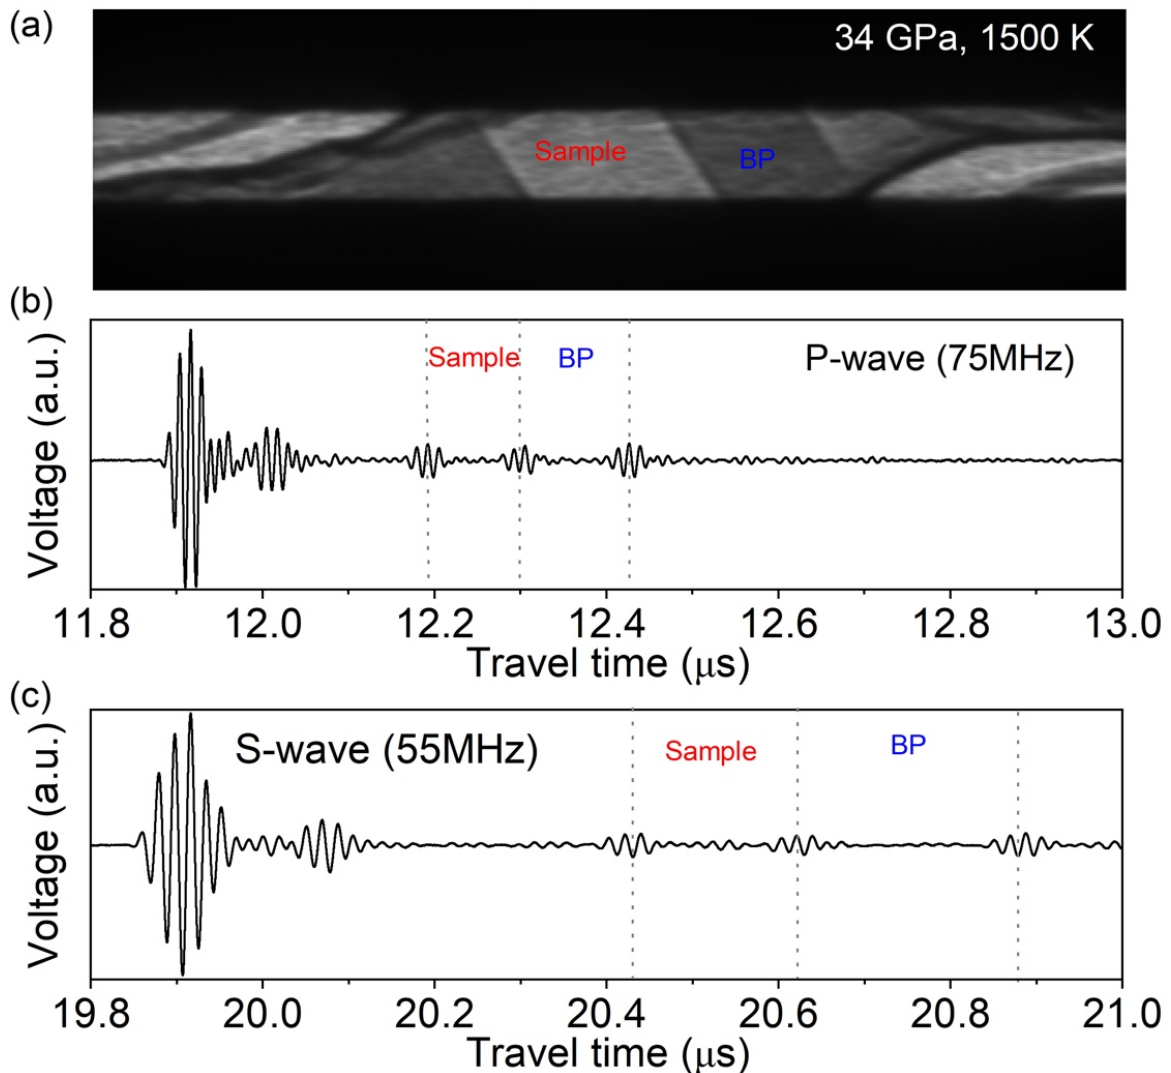 (a)
34 GPa, 1500 K
Sample
BP
(b)
Sample
BP
P-wave (75MHz)
Voltage (a.u.)
11.8 12.0 12.2 12.4 12.6 12.8 13.0
Travel time (μs)
(c)
S-wave (55MHz)
Sample
BP
Voltage (a.u.)
19.8 20.0 20.2 20.4 20.6 20.8 21.0
Travel time (μs)